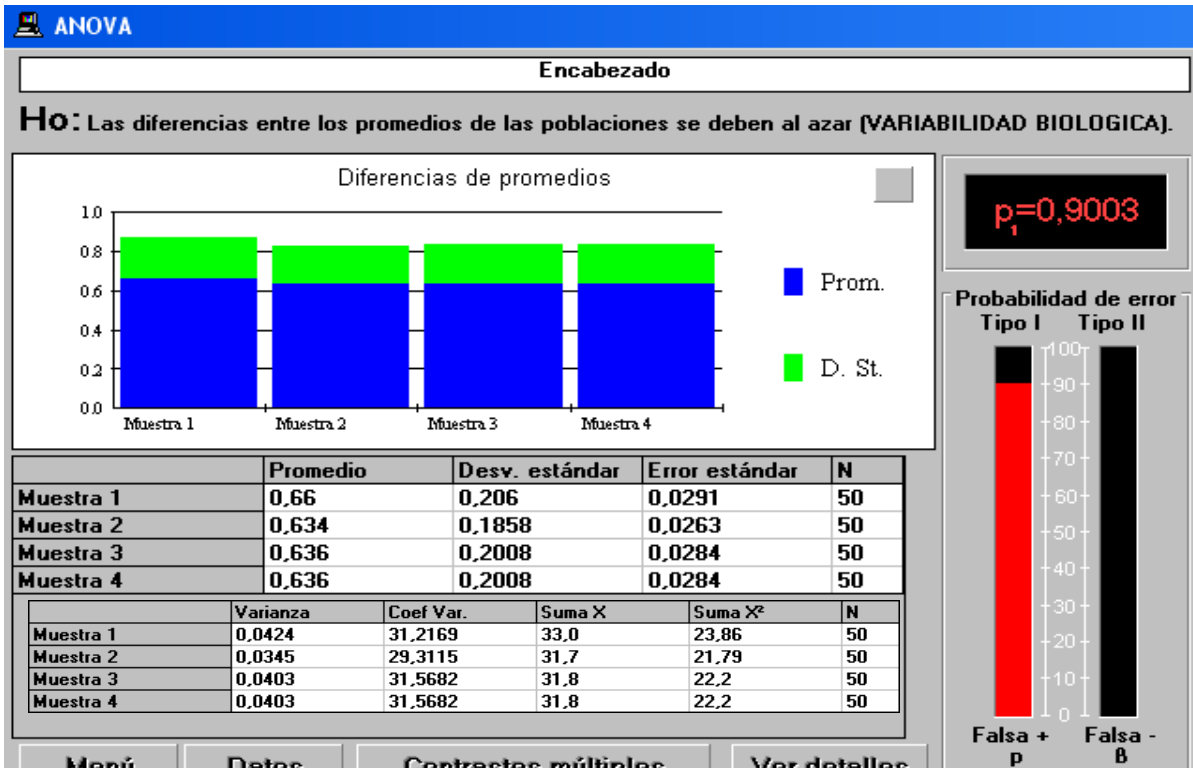 ANOVA
Encabezado
Ho: Las diferencias entre los promedios de las poblaciones se deben al azar (VARIABILIDAD BIOLOGICA).
Diferencias de promedios
1.0
0.8
0.6
0.4
0.2
0.0
Muestra 1 Muestra 2 Muestra 3 Muestra 4
Prom.
D. St.
p1=0,9003
Probabilidad de error
Tipo I Tipo II
100
90
80
70
60
50
40
30
20
10
0
Falsa + Falsa -
p β
Promedio Desv. estándar Error estándar N
Muestra 1 0,66 0,206 0,0291 50
Muestra 2 0,634 0,1858 0,0263 50
Muestra 3 0,636 0,2008 0,0284 50
Muestra 4 0,636 0,2008 0,0284 50
Varianza Coef Var. Suma X Suma X² N
Muestra 1 0,0424 31,2169 33,0 23,86 50
Muestra 2 0,0345 29,3115 31,7 21,79 50
Muestra 3 0,0403 31,5682 31,8 22,2 50
Muestra 4 0,0403 31,5682 31,8 22,2 50
Menú Datos Contrastes múltiples Ver detalles